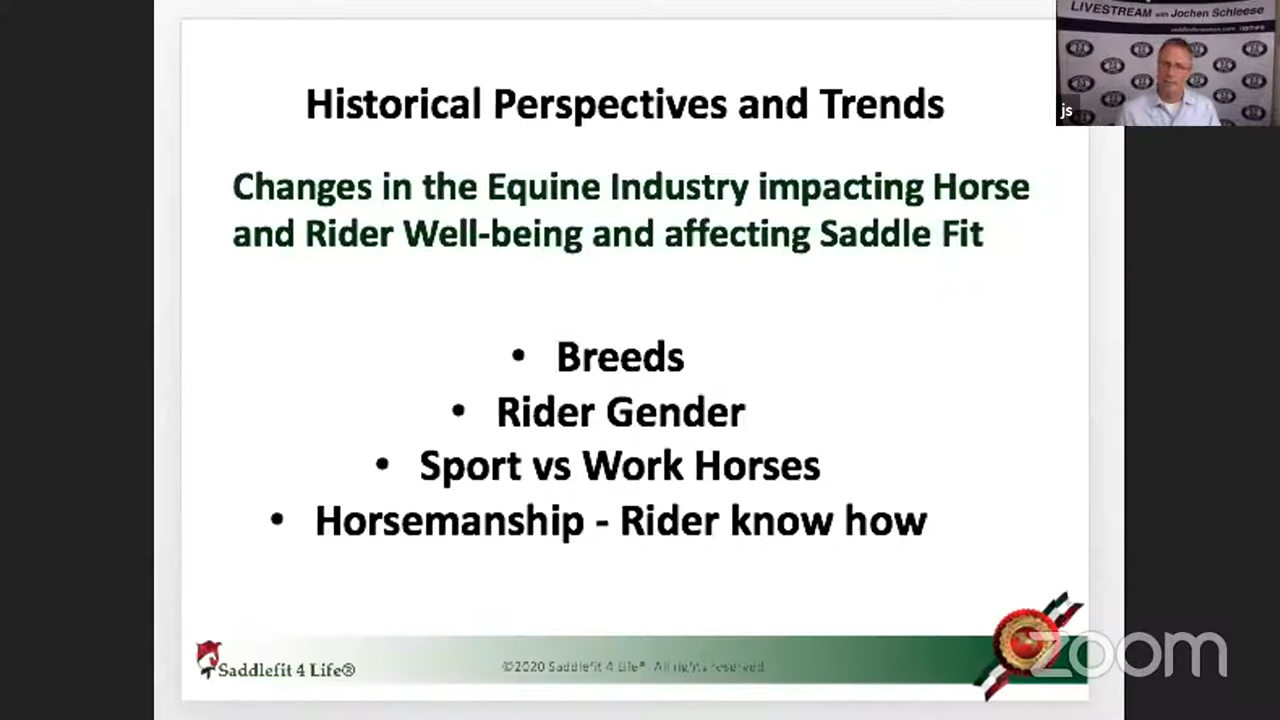 LIVESTREAM with Jochen Schleese
js
Historical Perspectives and Trends
Changes in the Equine Industry impacting Horse
and Rider Well-being and affecting Saddle Fit
• Breeds
• Rider Gender
• Sport vs Work Horses
• Horsemanship - Rider know how
Saddlefit 4 Life®
©2020 Saddlefit 4 Life® All rights reserved
zoom